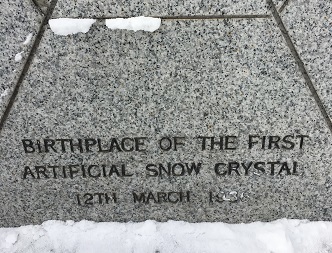 BIRTHPLACE OF THE FIRST
ARTIFICIAL SNOW CRYSTAL
12TH MARCH